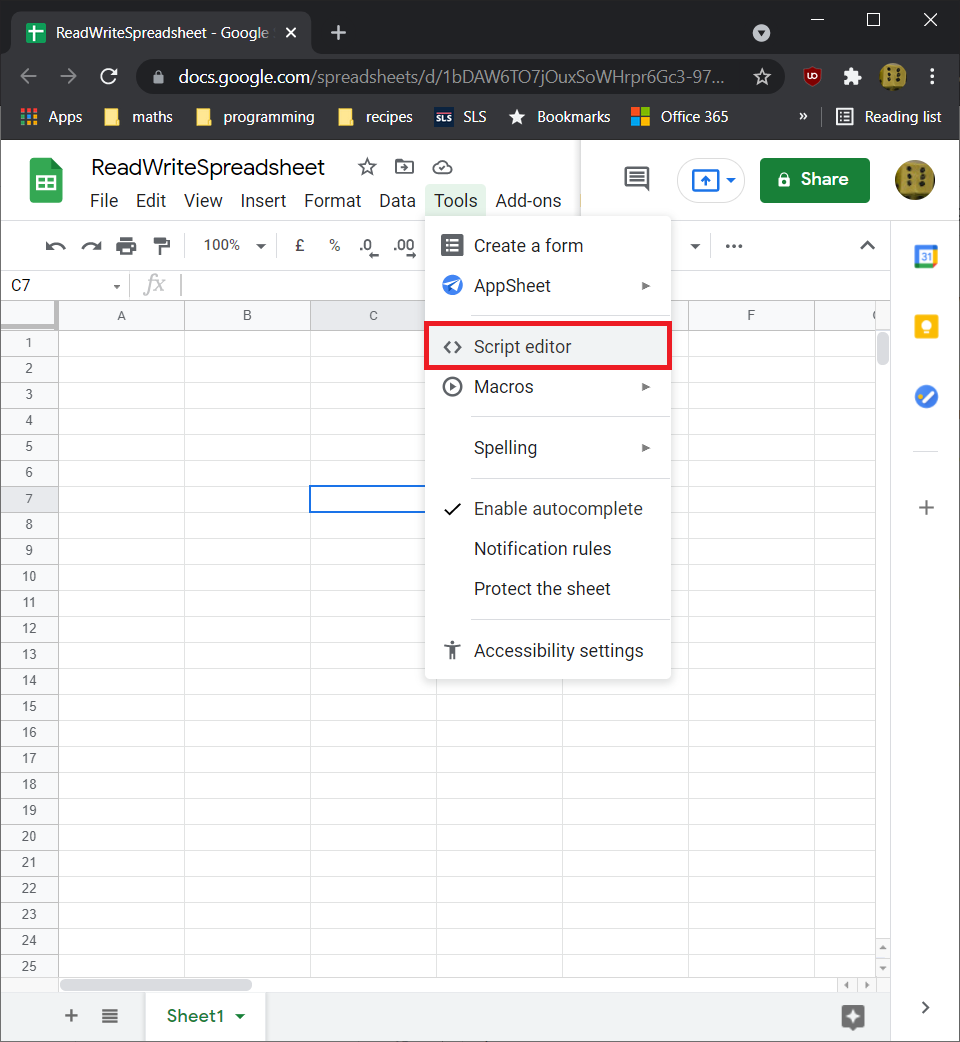 ReadWriteSpreadsheet - Google
docs.google.com/spreadsheets/d/1bDAW6TO7jOuxSoWHrpr6Gc3-97...
UD
Apps maths programming recipes SLS SLS Bookmarks Office 365 » Reading list
ReadWriteSpreadsheet
Share
File Edit View Insert Format Data Tools Add-ons
100% £ % .0 .00
C7 fx
Create a form
AppSheet
Script editor
Macros
Spelling
Enable autocomplete
Notification rules
Protect the sheet
Accessibility settings
31
A B C F
1
2
3
4
5
6
7
8
9
10
11
12
13
14
15
16
17
18
19
20
21
22
23
24
25
Sheet1